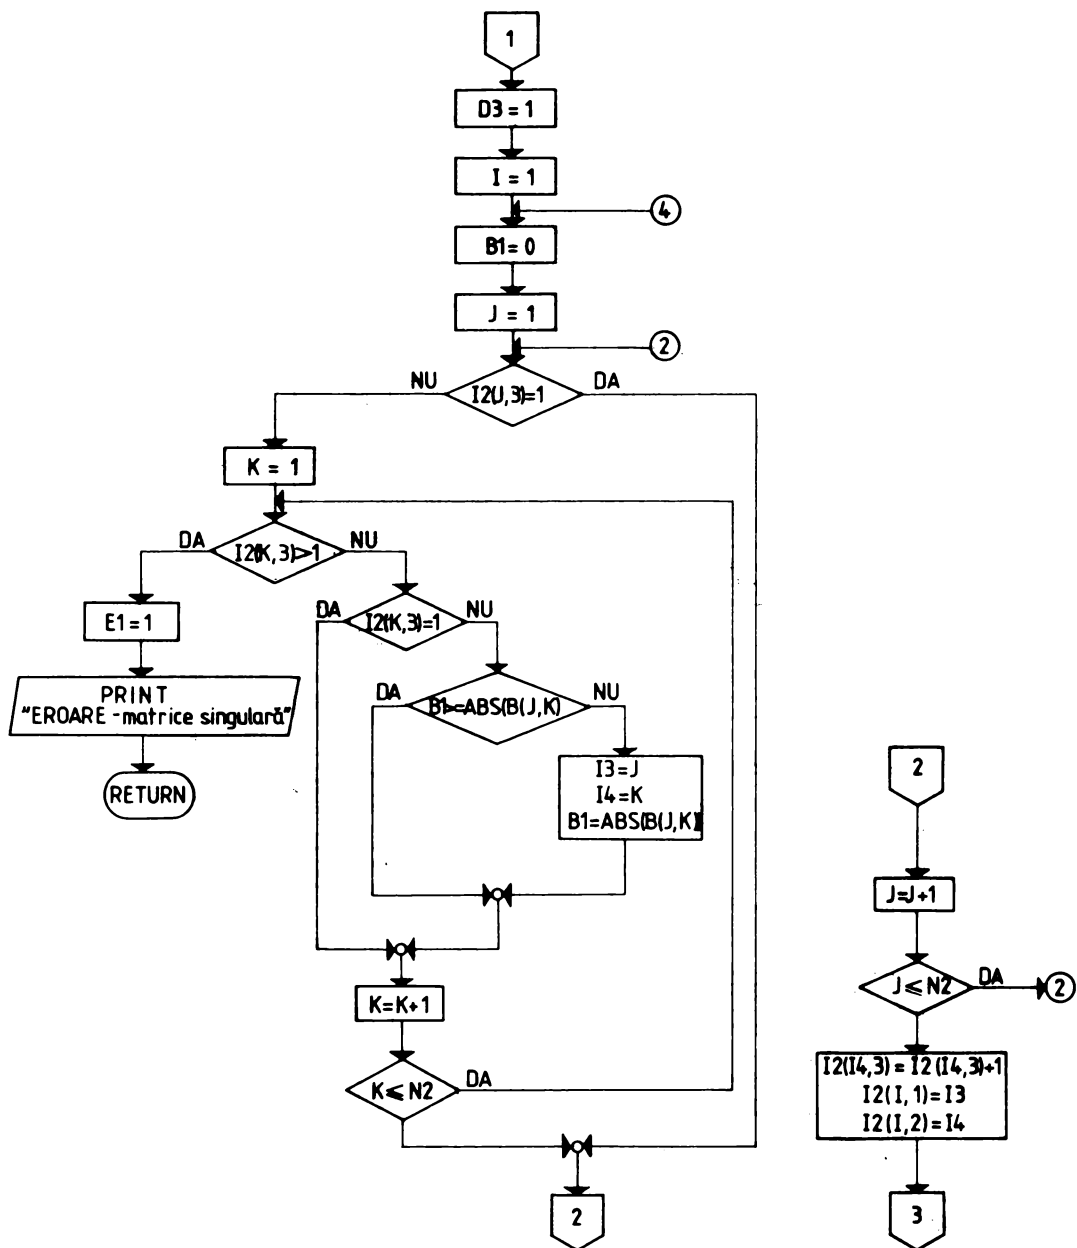 1
D3 = 1
I = 1
4
B1 = 0
J = 1
2
NU
I2(J,3)=1
DA
K = 1
DA
I2(K,3)>1
NU
E1=1
DA
I2(K,3)=1
NU
PRINT
"EROARE - matrice singulară"
RETURN
DA
B1>=ABS(B(J,K)
NU
I3=J
I4=K
B1=ABS(B(J,K))
K=K+1
K ⩽ N2
DA
2
2
J=J+1
J ⩽ N2
DA
2
I2(I4,3) = I2(I4,3)+1
I2(I,1)=I3
I2(I,2)=I4
3